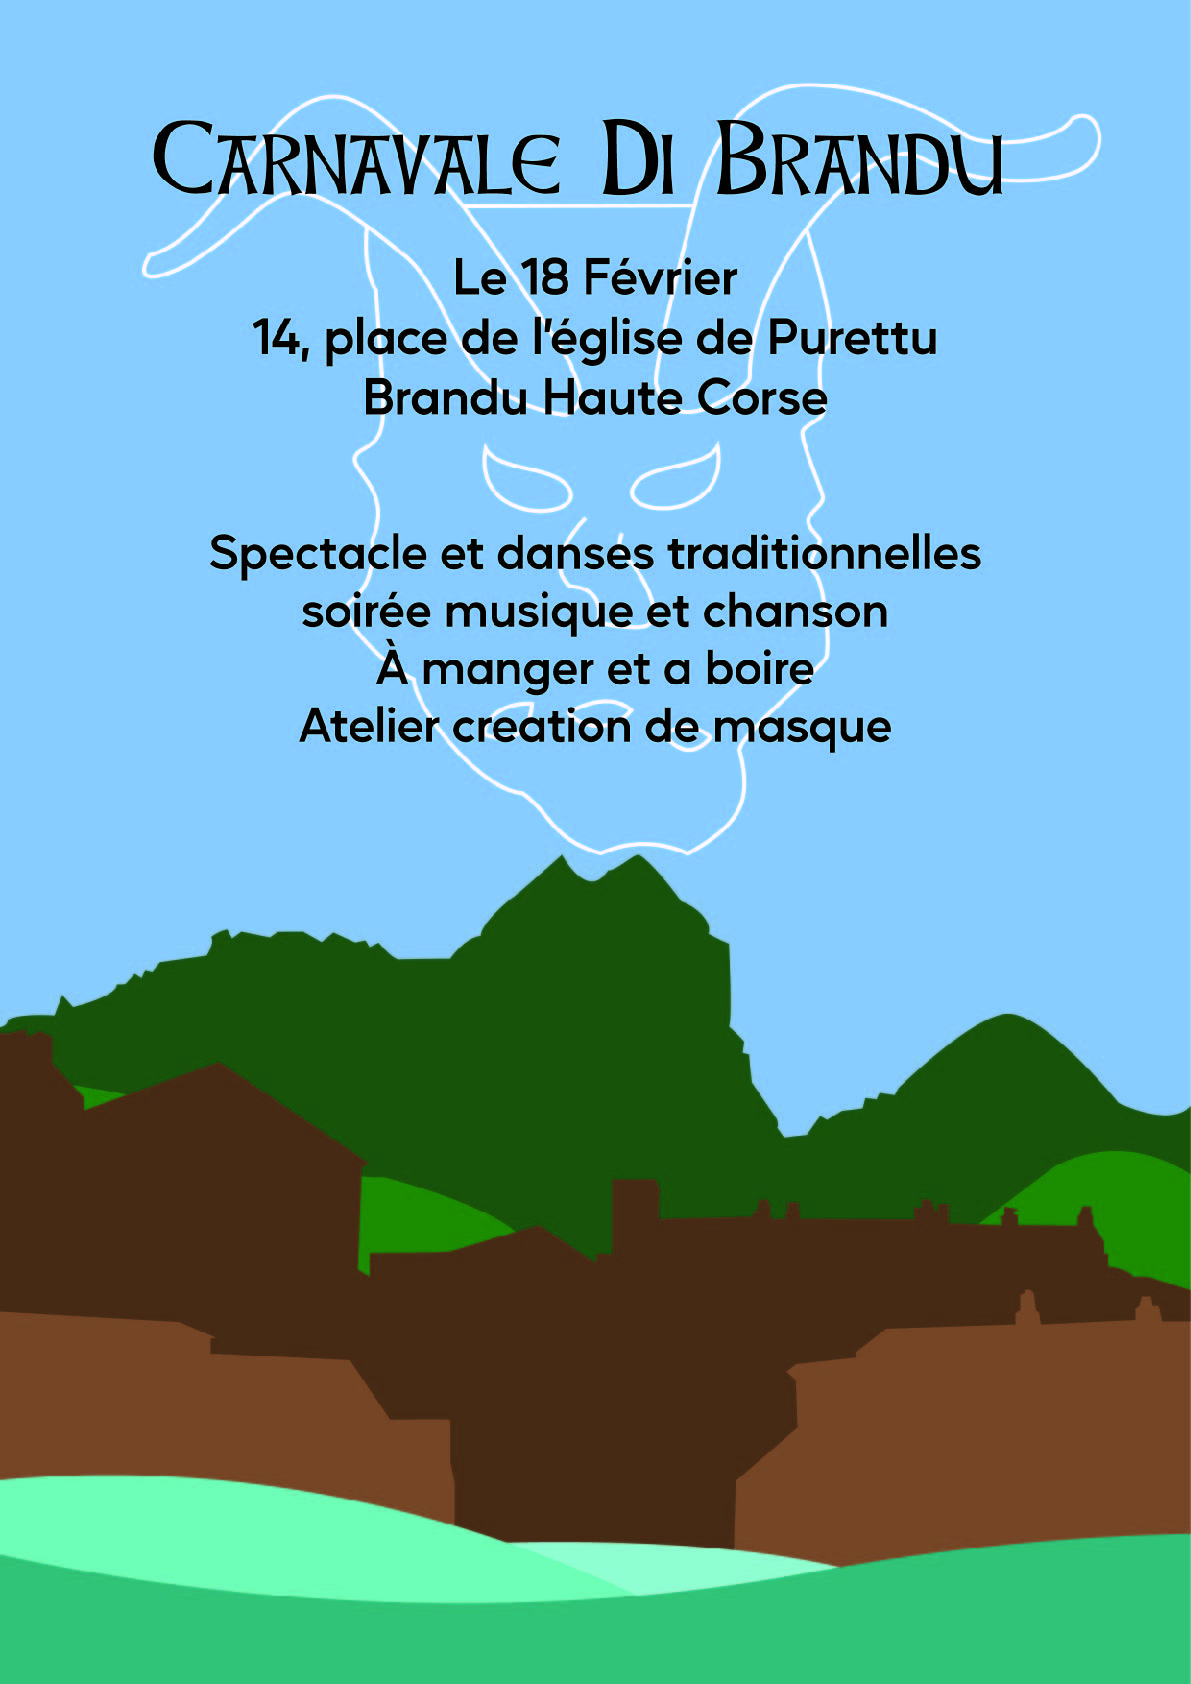 Carnavale Di Brandu
Le 18 Février
14, place de l'église de Purettu
Brandu Haute Corse
Spectacle et danses traditionnelles
soirée musique et chanson
À manger et a boire
Atelier creation de masque